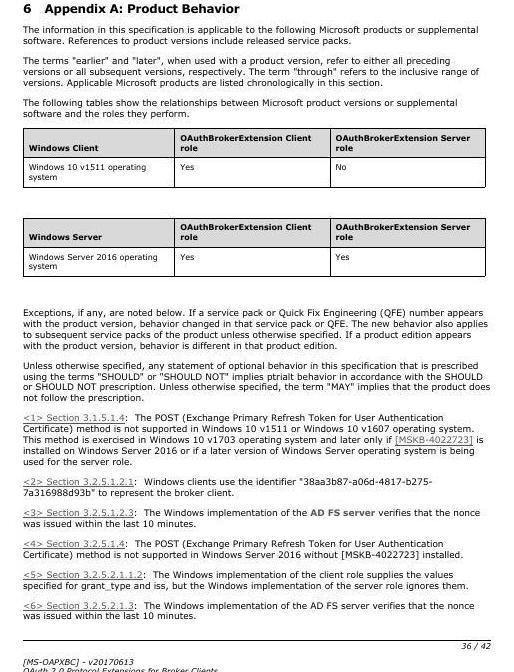 6 Appendix A: Product Behavior
The information in this specification is applicable to the following Microsoft products or supplemental
software. References to product versions include released service packs.
The terms "earlier" and "later", when used with a product version, refer to either all preceding
versions or all subsequent versions, respectively. The term "through" refers to the inclusive range of
versions. Applicable Microsoft products are listed chronologically in this section.
The following tables show the relationships between Microsoft product versions or supplemental
software and the roles they perform.
Windows Client
OAuthBrokerExtension Client
role
OAuthBrokerExtension Server
role
Windows 10 v1511 operating
system
Yes
No
Windows Server
OAuthBrokerExtension Client
role
OAuthBrokerExtension Server
role
Windows Server 2016 operating
system
Yes
Yes
Exceptions, if any, are noted below. If a service pack or Quick Fix Engineering (QFE) number appears
with the product version, behavior changed in that service pack or QFE. The new behavior also applies
to subsequent service packs of the product unless otherwise specified. If a product edition appears
with the product version, behavior is different in that product edition.
Unless otherwise specified, any statement of optional behavior in this specification that is prescribed
using the terms "SHOULD" or "SHOULD NOT" implies ptrialt behavior in accordance with the SHOULD
or SHOULD NOT prescription. Unless otherwise specified, the term "MAY" implies that the product does
not follow the prescription.
<1> Section 3.1.5.1.4: The POST (Exchange Primary Refresh Token for User Authentication
Certificate) method is not supported in Windows 10 v1511 or Windows 10 v1607 operating system.
This method is exercised in Windows 10 v1703 operating system and later only if [MSKB-4022723] is
installed on Windows Server 2016 or if a later version of Windows Server operating system is being
used for the server role.
<2> Section 3.2.5.1.2.1: Windows clients use the identifier "38aa3b87-a06d-4817-b275-
7a316988d93b" to represent the broker client.
<3> Section 3.2.5.1.2.3: The Windows implementation of the AD FS server verifies that the nonce
was issued within the last 10 minutes.
<4> Section 3.2.5.1.4: The POST (Exchange Primary Refresh Token for User Authentication
Certificate) method is not supported in Windows Server 2016 without [MSKB-4022723] installed.
<5> Section 3.2.5.2.1.1.2: The Windows implementation of the client role supplies the values
specified for grant_type and iss, but the Windows implementation of the server role ignores them.
<6> Section 3.2.5.2.1.3: The Windows implementation of the AD FS server verifies that the nonce
was issued within the last 10 minutes.
36 / 42
[MS-OAPXBC] - v20170613
OAuth 2.0 Protocol Extensions for Broker Clients